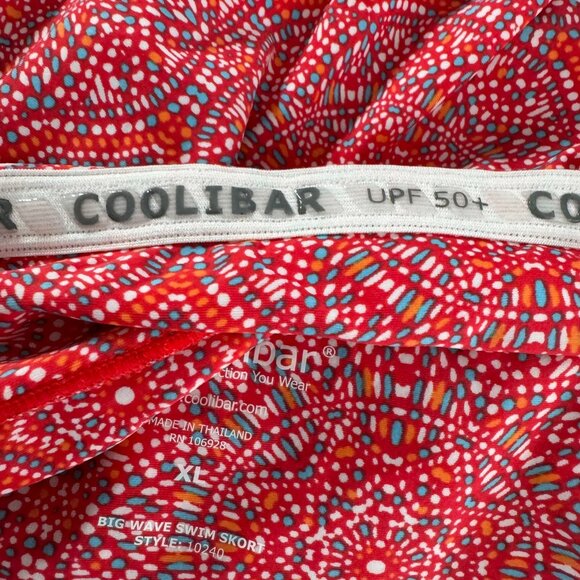 R COOLIBAR UPF 50+ CO
libar®
ction You Wear
coolibar.com
MADE IN THAILAND
RN 106928
XL
BIG WAVE SWIM SKORT
STYLE: 10240